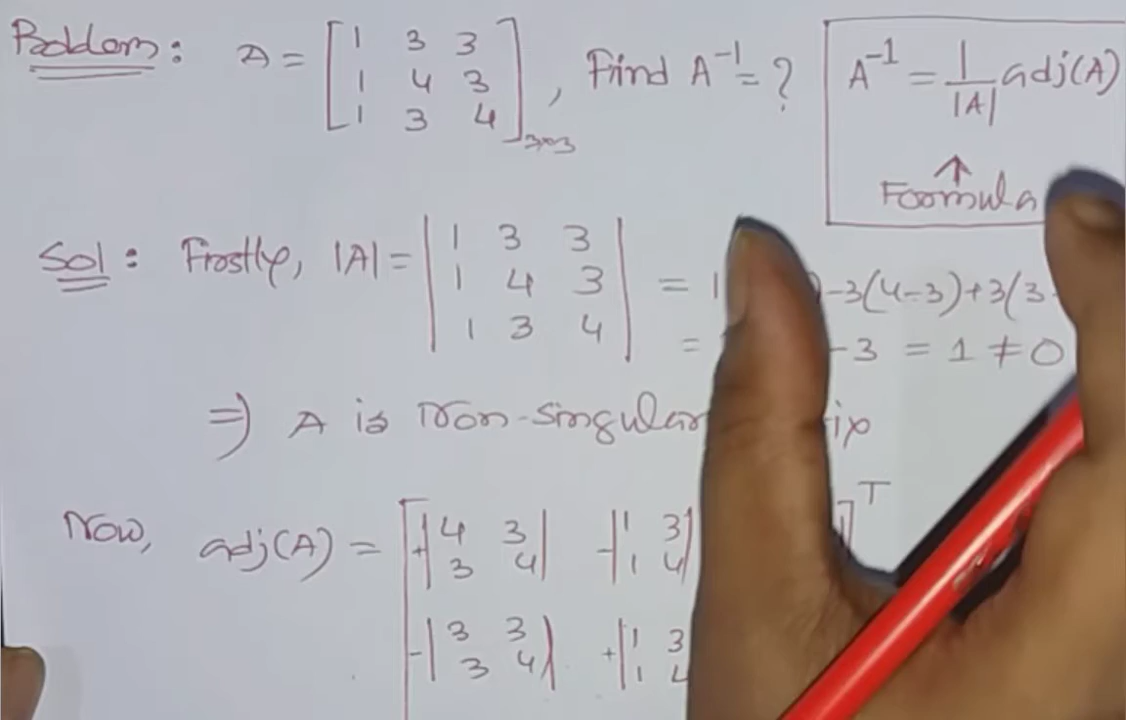 Problem: A = [1 3 3
1 4 3
1 3 4]3×3, Find A⁻¹ = ?
A⁻¹ = 1/|A| adj(A)
↑
Formula
Sol: Firstly, |A| = |1 3 3
1 4 3
1 3 4| = 1 -3(4-3)+3(3
= -3 = 1 ≠ 0
⇒ A is non-singular
Now, adj(A) = [+|4 3
3 4| -|1 3
1 4| ]T
-|3 3
3 4| +|1 3
1 4